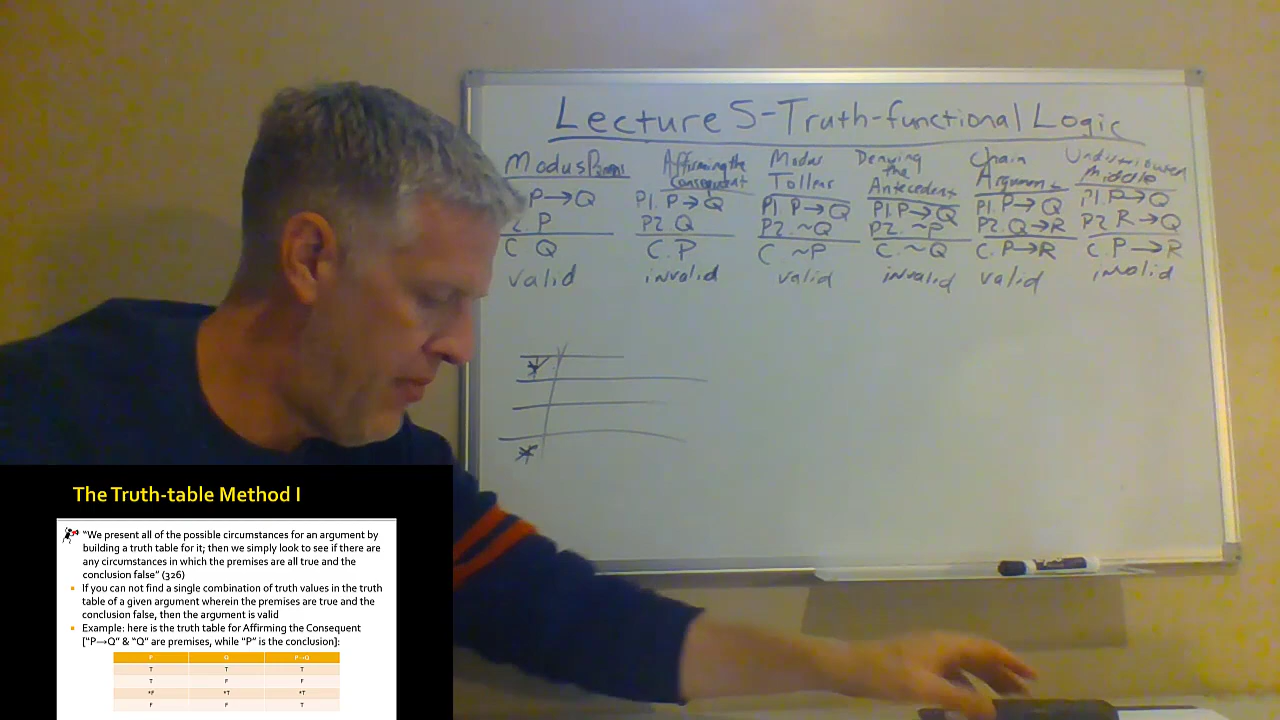 Lecture 5-Truth-functional Logic
Modus Ponens
P→Q
2. P
C Q
valid
Affirming the
Consequent
P1. P→Q
P2. Q
C. P
invalid
Modus
Tollens
P1. P→Q
P2. ~Q
C. ~P
valid
Denying
the
Antecedent
P1. P→Q
P2. ~P
C. ~Q
invalid
Chain
Argument
P1. P→Q
P2. Q→R
C. P→R
valid
Undistributed
Middle
P1. P→Q
P2. R→Q
C. P→R
invalid
The Truth-table Method I
"We present all of the possible circumstances for an argument by
building a truth table for it; then we simply look to see if there are
any circumstances in which the premises are all true and the
conclusion false" (326)
If you can not find a single combination of truth values in the truth
table of a given argument wherein the premises are true and the
conclusion false, then the argument is valid
Example: here is the truth table for Affirming the Consequent
["P→Q" & "Q" are premises, while "P" is the conclusion]:
P Q P→Q
T T T
T F F
*F *T *T
F F T